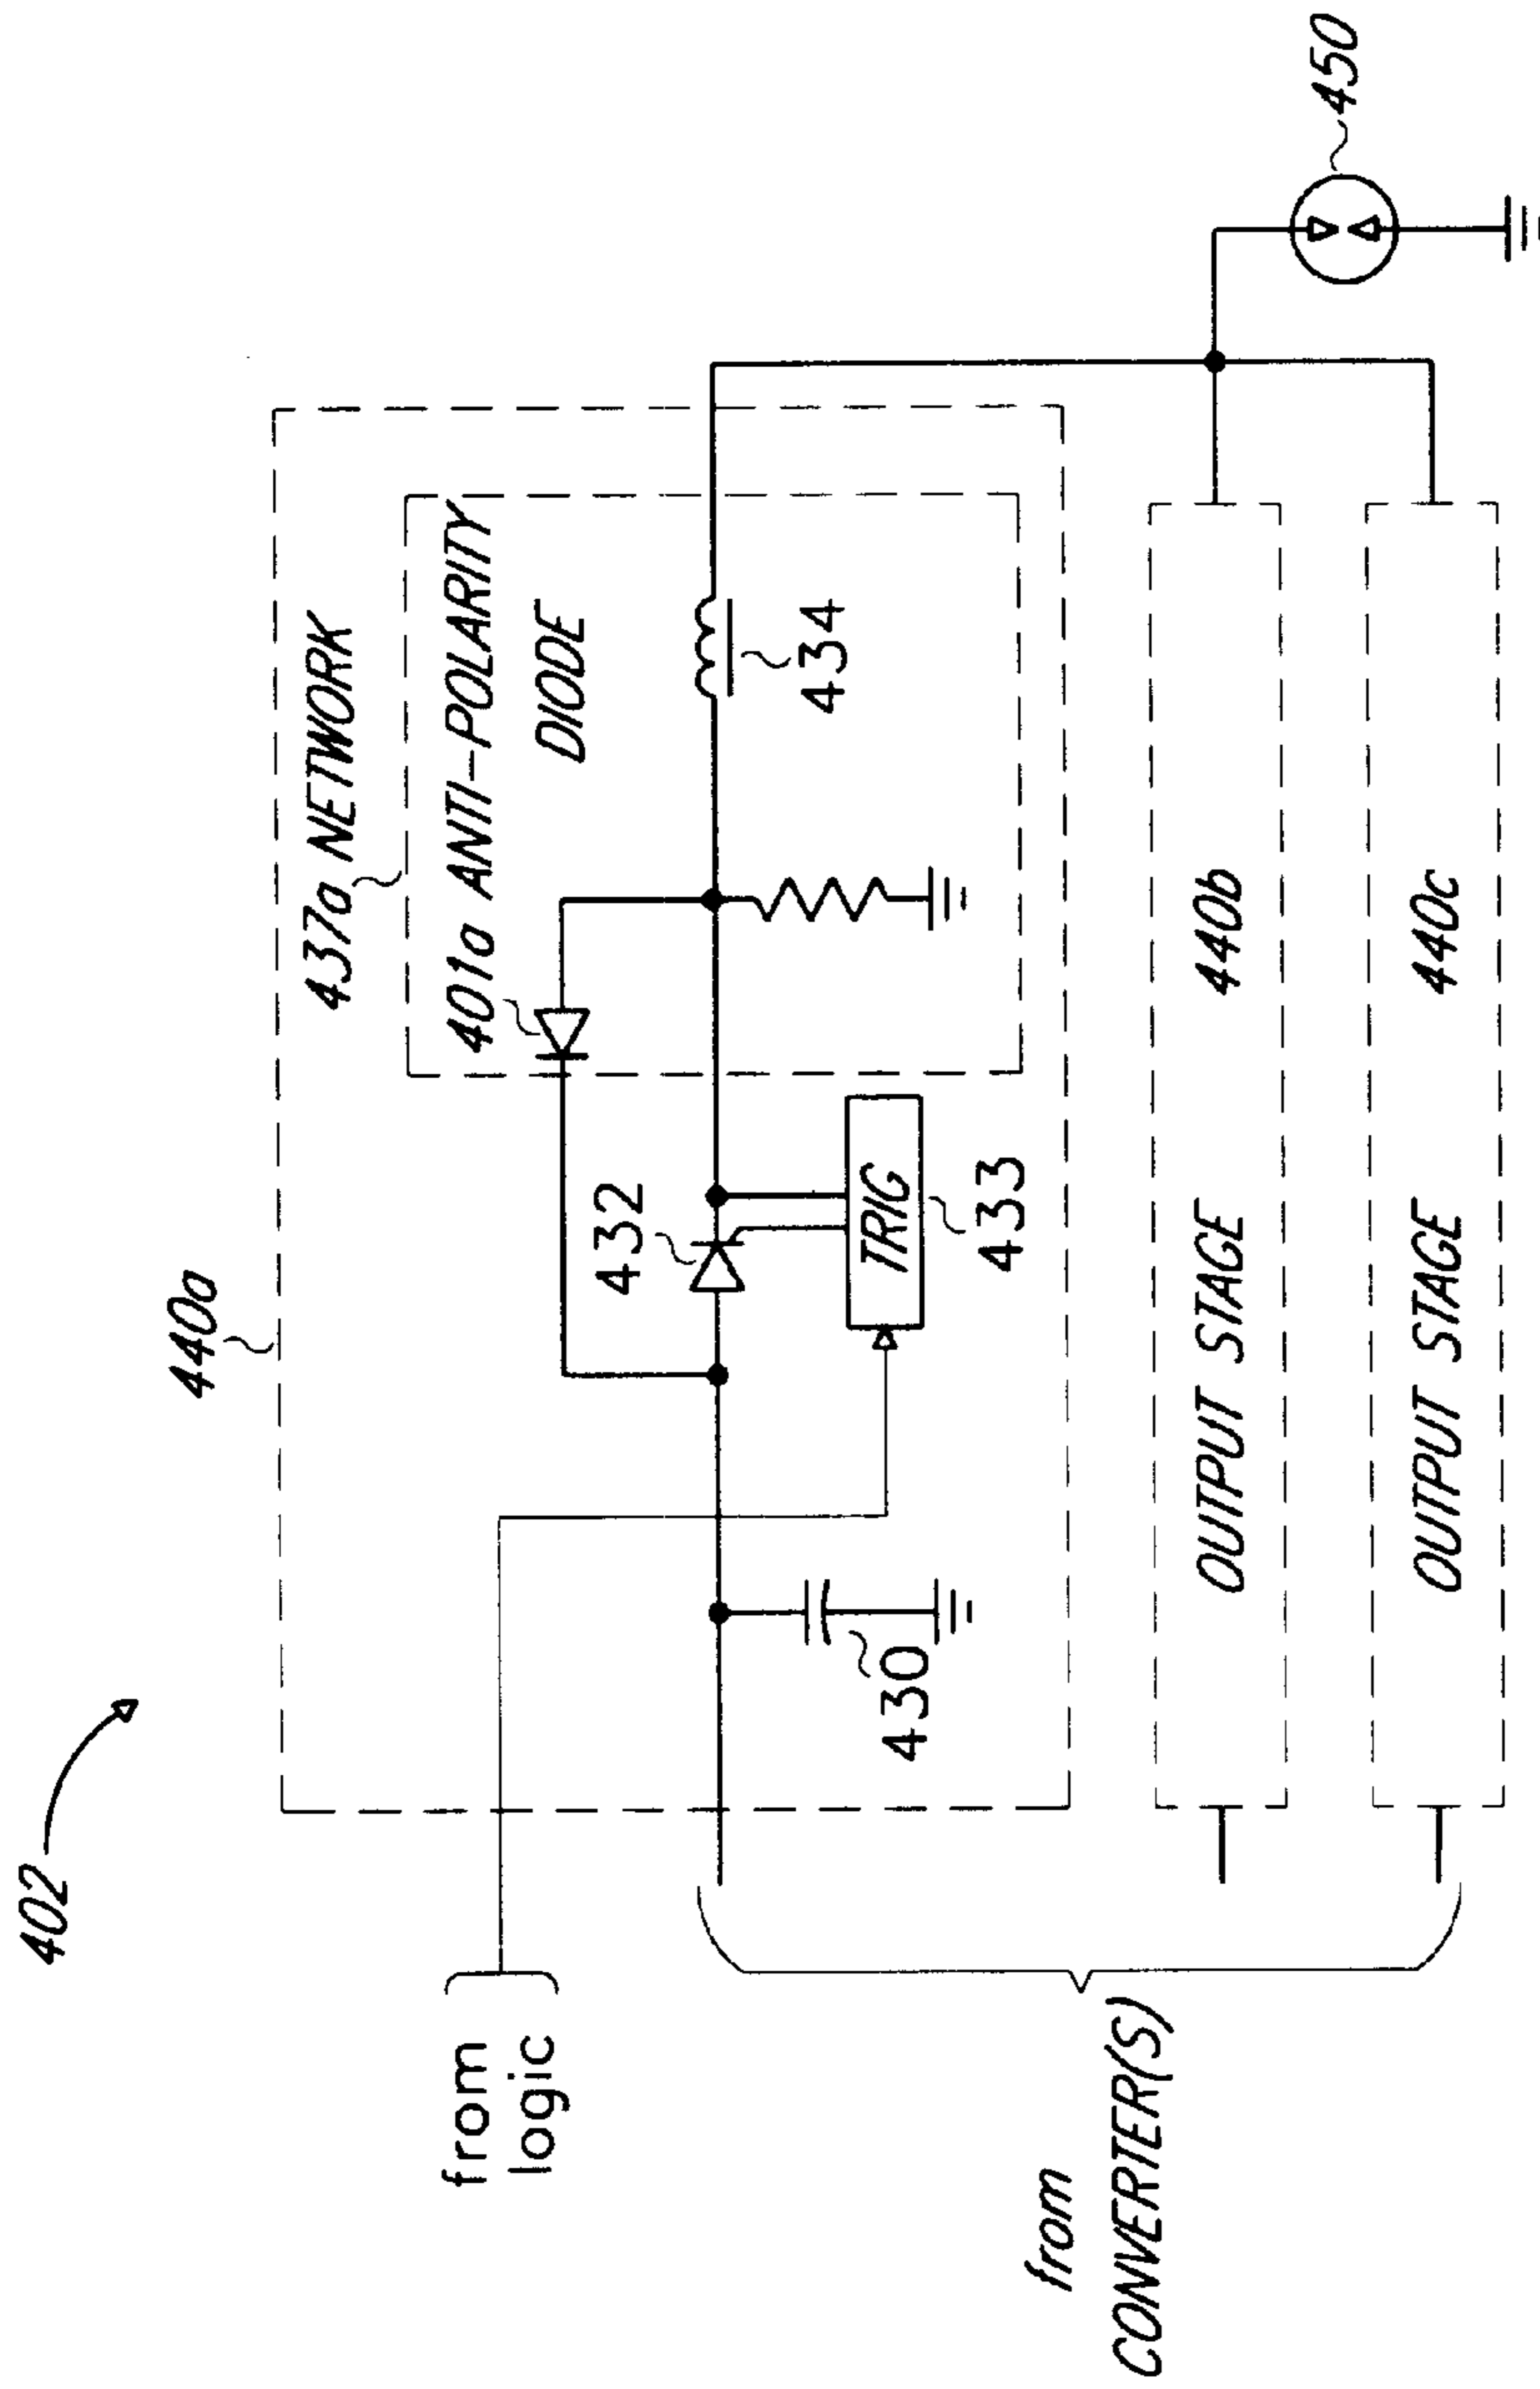 402
440a
437a NETWORK
401a ANTI-POLARITY
DIODE
from
logic
432
434
TRIG
433
430
450
from
CONVERTER(S)
OUTPUT STAGE 440b
OUTPUT STAGE 440c